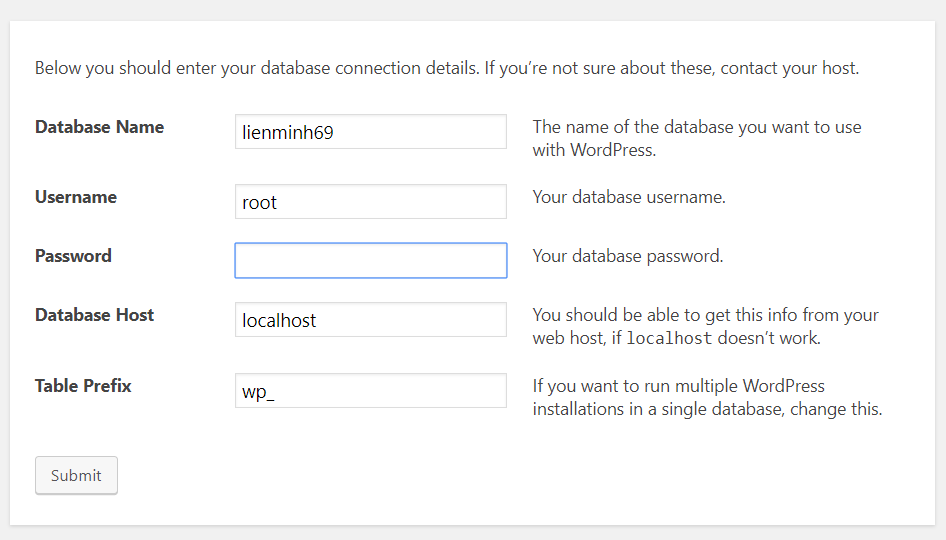 Below you should enter your database connection details. If you’re not sure about these, contact your host.
Database Name
lienminh69
The name of the database you want to use
with WordPress.
Username
root
Your database username.
Password
Your database password.
Database Host
localhost
You should be able to get this info from your
web host, if localhost doesn’t work.
Table Prefix
wp_
If you want to run multiple WordPress
installations in a single database, change this.
Submit